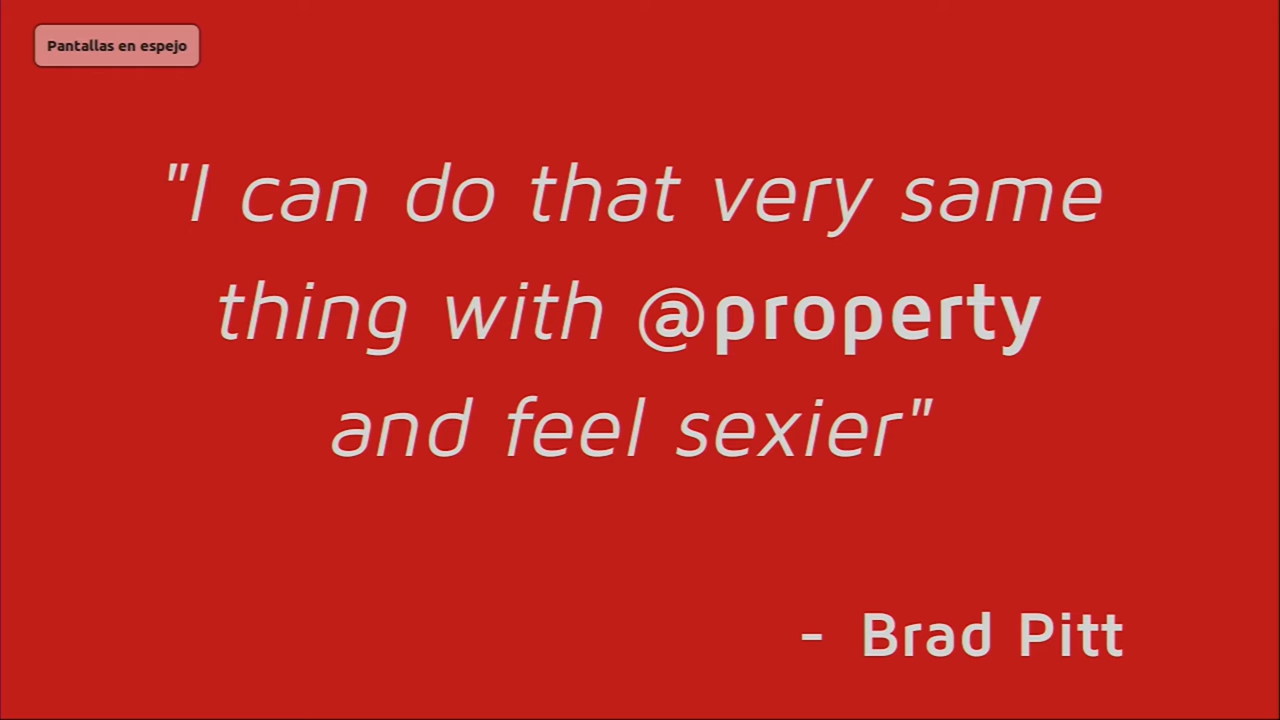 Pantallas en espejo
"I can do that very same
thing with @property
and feel sexier"
- Brad Pitt